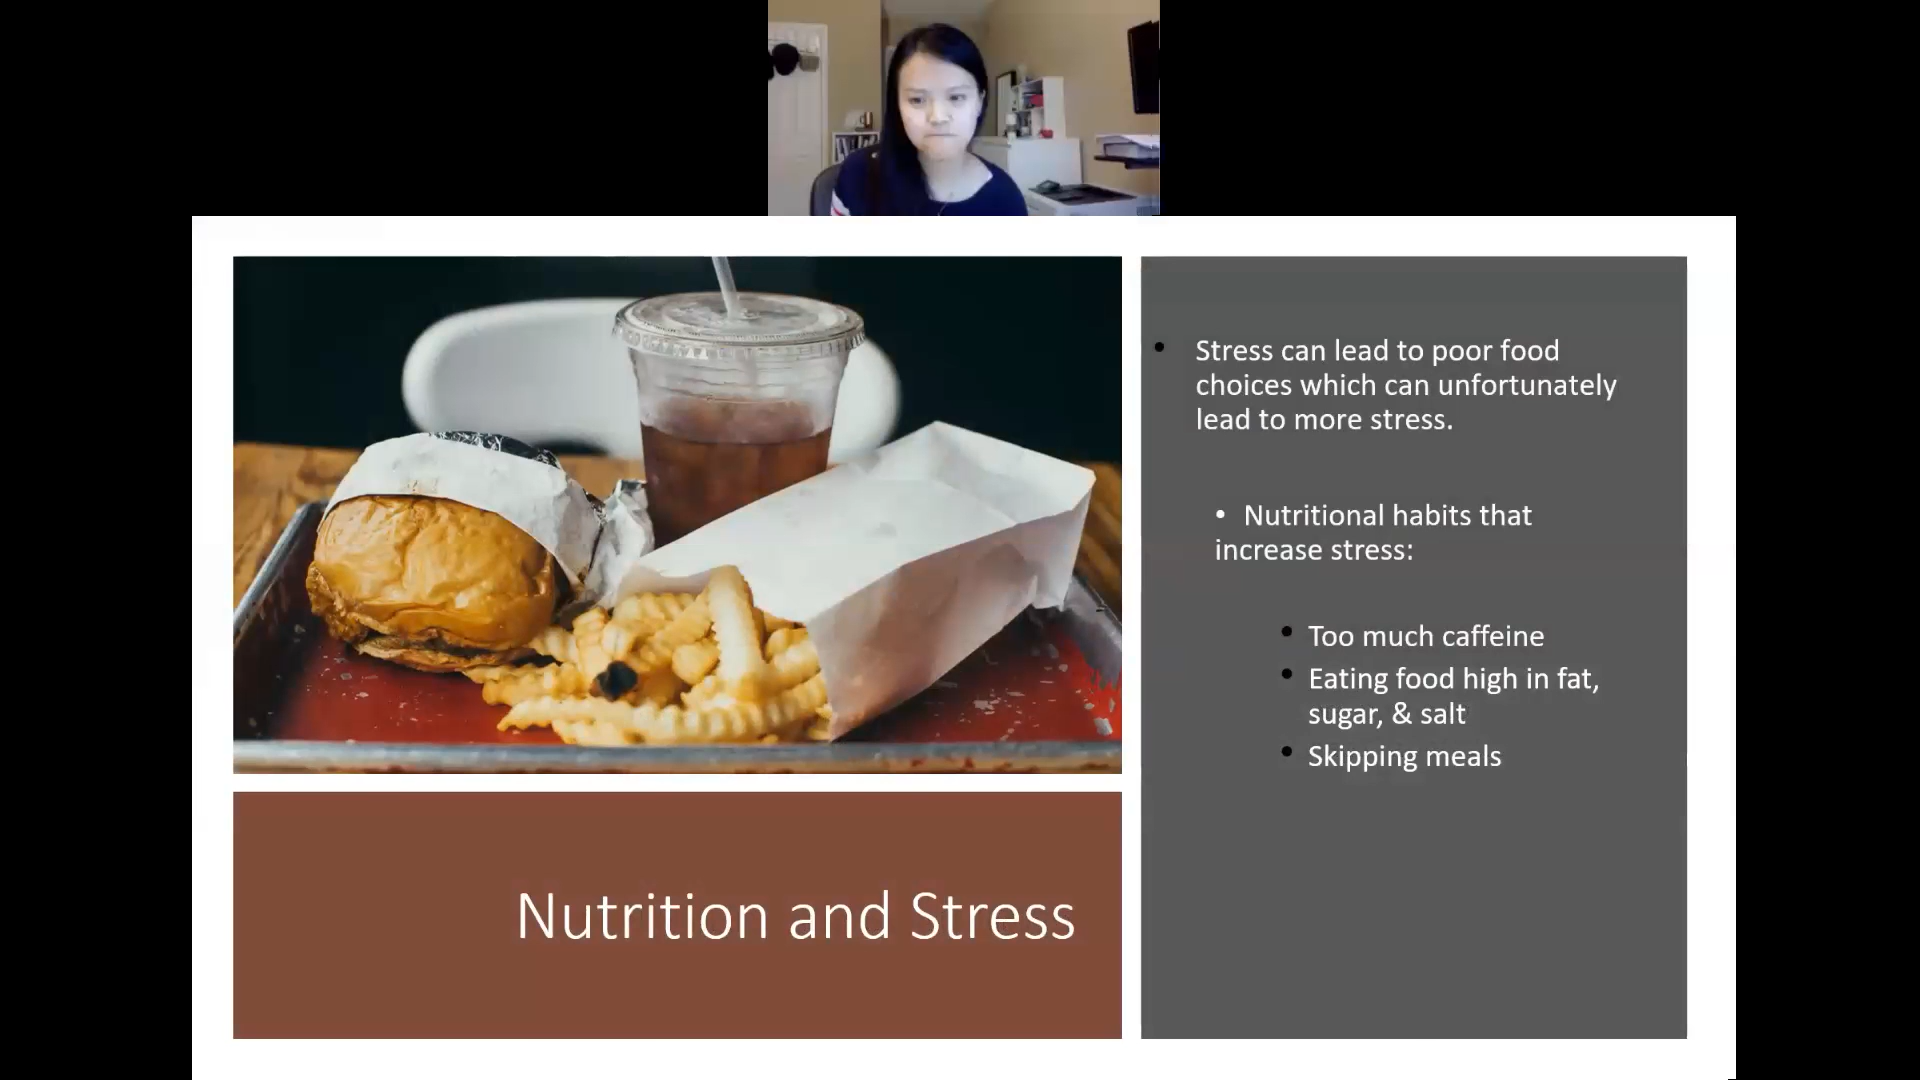 Stress can lead to poor food
choices which can unfortunately
lead to more stress.
• Nutritional habits that
increase stress:
Too much caffeine
Eating food high in fat,
sugar, & salt
Skipping meals
Nutrition and Stress